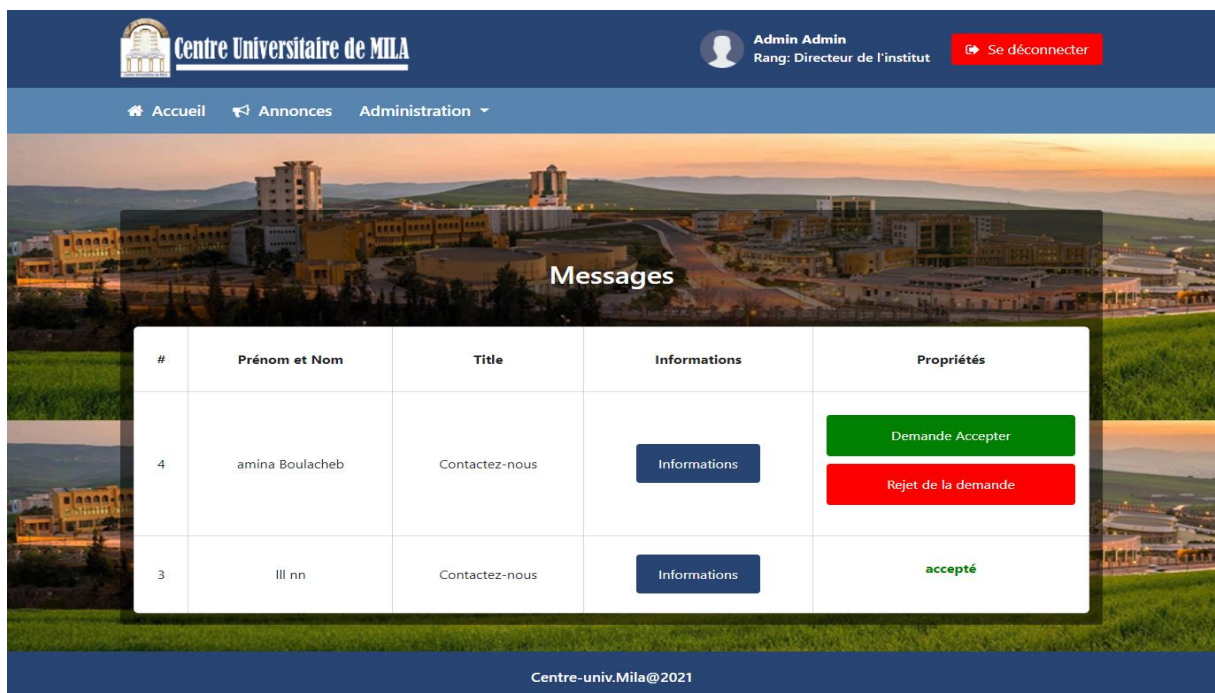 Centre Universitaire de MILA
Admin Admin
Rang: Directeur de l'institut
Se déconnecter
Accueil
Annonces
Administration
Messages
#
Prénom et Nom
Title
Informations
Propriétés
4
amina Boulacheb
Contactez-nous
Informations
Demande Accepter
Rejet de la demande
3
lll nn
Contactez-nous
Informations
accepté
Centre-univ.Mila@2021